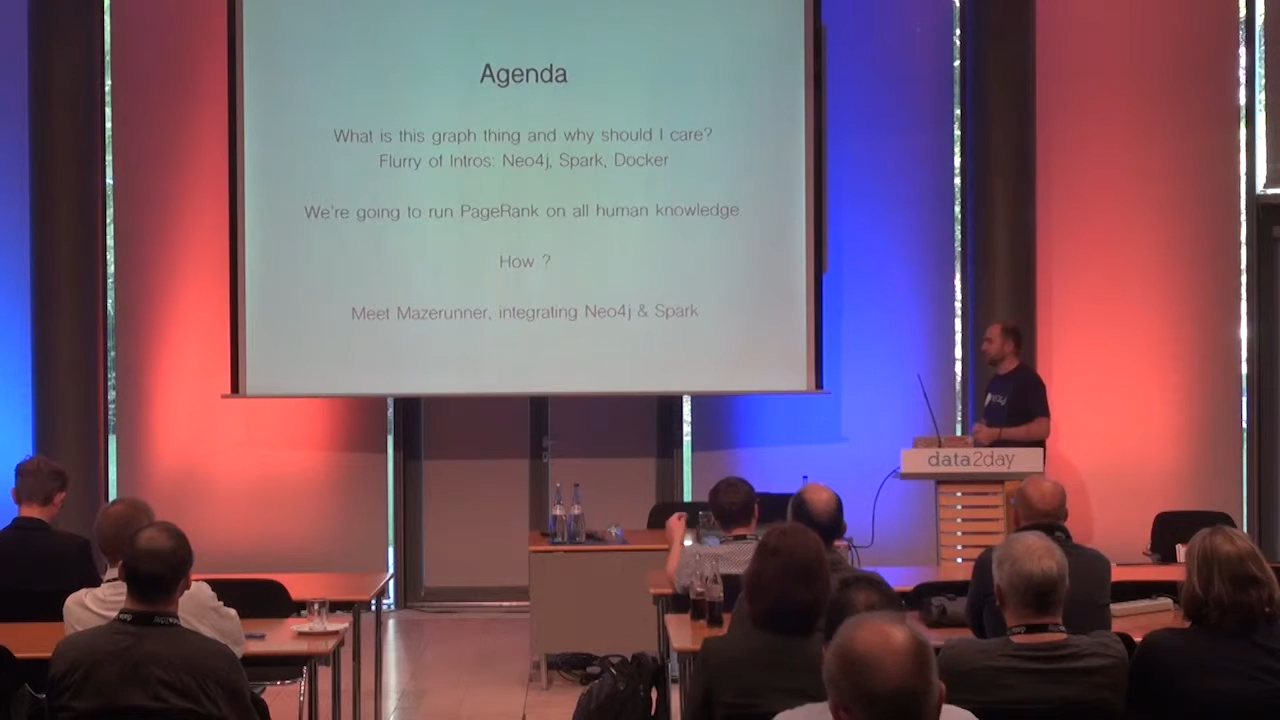 Agenda
What is this graph thing and why should I care?
Flurry of Intros: Neo4j, Spark, Docker
We're going to run PageRank on all human knowledge
How ?
Meet Mazerunner, integrating Neo4j & Spark
data2day